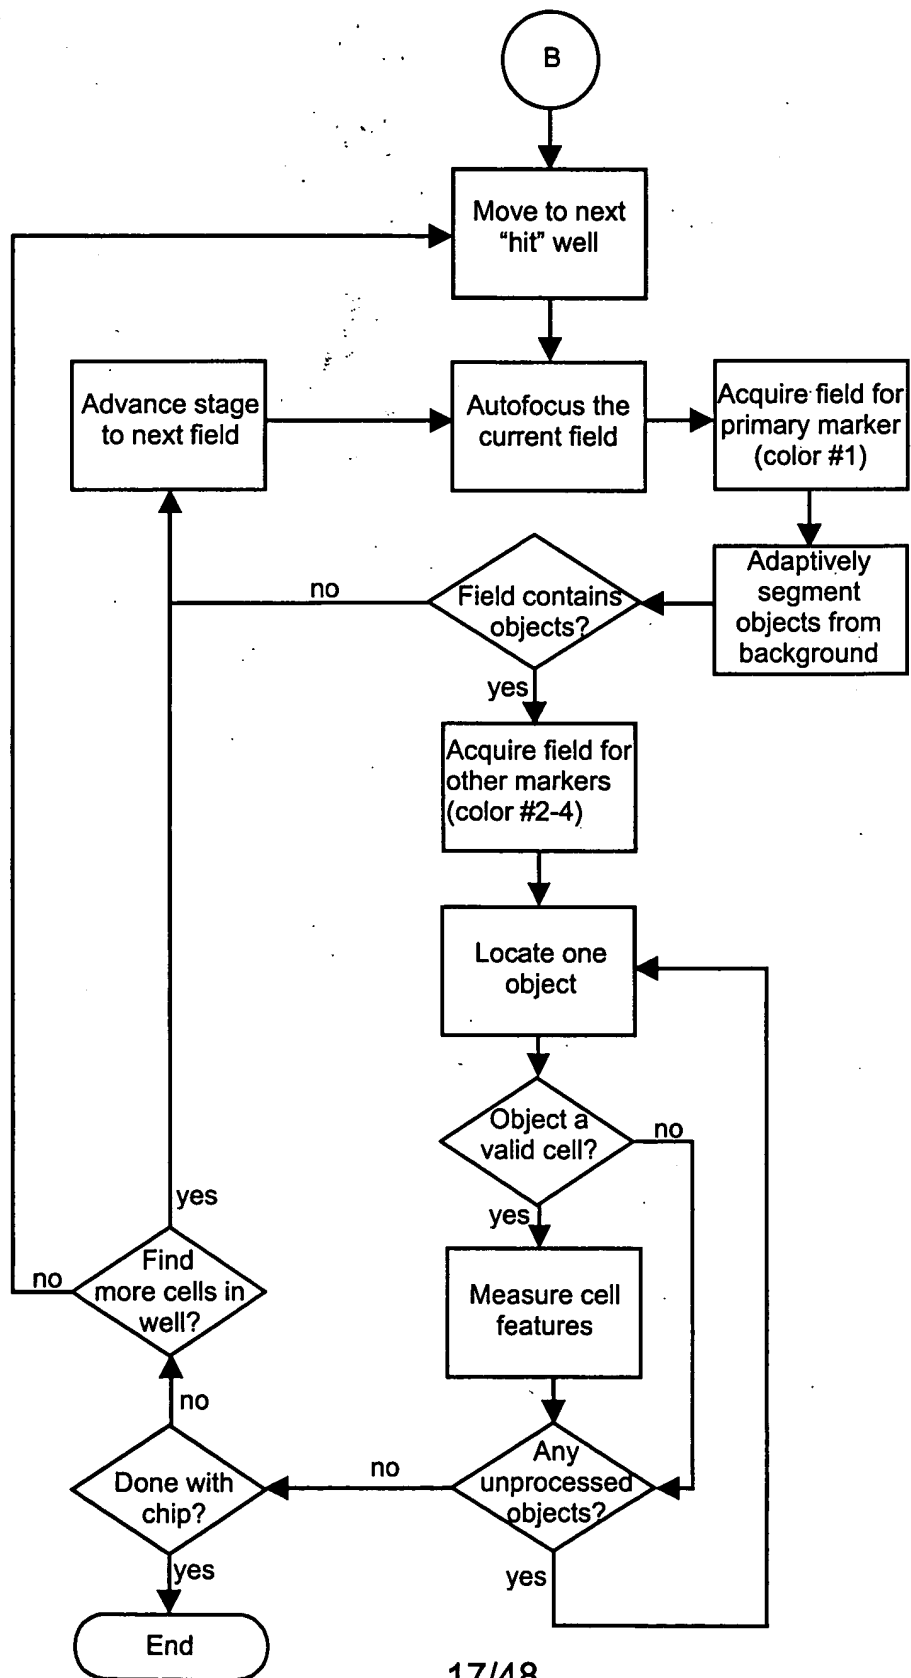 B
Move to next
“hit” well
Advance stage
to next field
Autofocus the
current field
Acquire field for
primary marker
(color #1)
Adaptively
segment
objects from
background
Field contains
objects?
no
yes
Acquire field for
other markers
(color #2-4)
Locate one
object
Object a
valid cell?
no
yes
Measure cell
features
Any
unprocessed
objects?
no
yes
Done with
chip?
no
yes
Find
more cells in
well?
yes
no
End
17/48